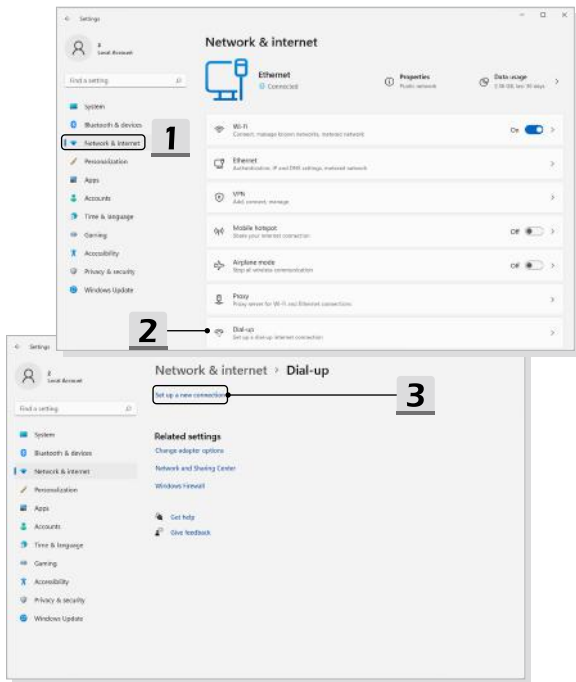 Settings
z
Local Account
Find a setting
System
Bluetooth & devices
Network & internet
Personalization
Apps
Accounts
Time & language
Gaming
Accessibility
Privacy & security
Windows Update
1
Network & internet
Ethernet
Connected
Properties
Public network
Data usage
Wi-Fi
Connect, manage known networks, metered network
On
Ethernet
Authentication, IP and DNS settings, metered network
VPN
Add, connect, manage
Mobile hotspot
Share your internet connection
Off
Airplane mode
Stop all wireless communication
Off
Proxy
Proxy server for Wi-Fi and Ethernet connections
2
Dial-up
Set up a dial-up internet connection
Settings
z
Local Account
Find a setting
System
Bluetooth & devices
Network & internet
Personalization
Apps
Accounts
Time & language
Gaming
Accessibility
Privacy & security
Windows Update
Network & internet > Dial-up
Set up a new connection
3
Related settings
Change adapter options
Network and Sharing Center
Windows Firewall
Get help
Give feedback